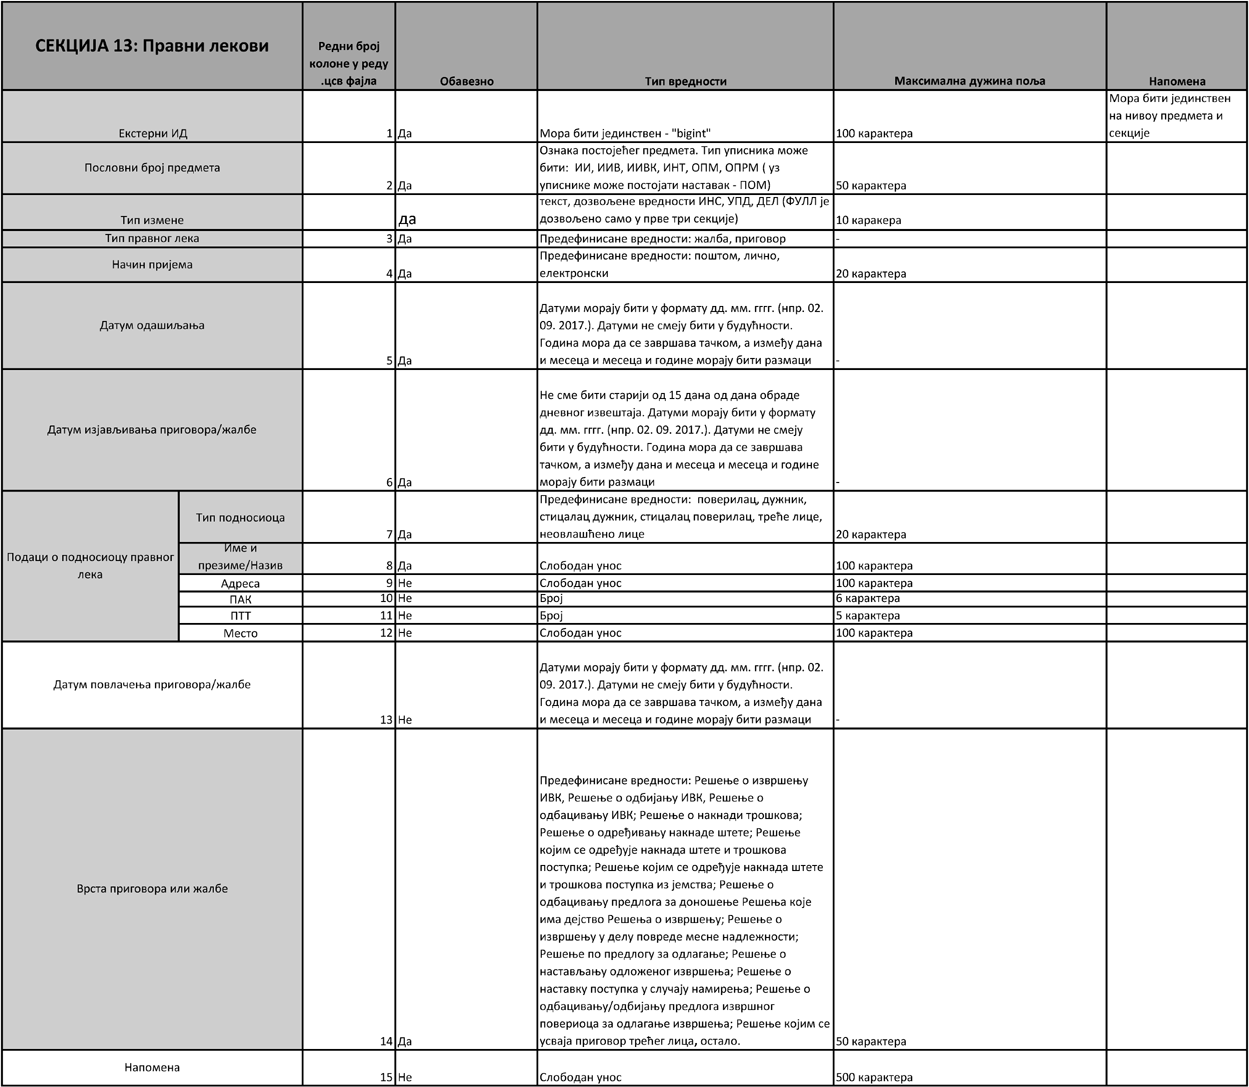 СЕКЦИЈА 13: Правни лекови
Редни број
колоне у реду
.цсв фајла
Обавезно
Тип вредности
Максимална дужина поља
Напомена
Екстерни ИД
1
Да
Мора бити јединствен - "bigint"
100 карактера
Мора бити јединствен
на нивоу предмета и
секције
Пословни број предмета
2
Да
Ознака постојећег предмета. Тип уписника може
бити:  ИИ, ИИВ, ИИВК, ИНТ, ОПМ, ОПРМ ( уз
уписнике може постојати наставак - ПОМ)
50 карактера
Тип измене
да
текст, дозвољене вредности ИНС, УПД, ДЕЛ (ФУЛЛ је
дозвољено само у прве три секције)
10 каракера
Тип правног лека
3
Да
Предефинисане вредности: жалба, приговор
-
Начин пријема
4
Да
Предефинисане вредности: поштом, лично,
електронски
20 карактера
Датум одашиљања
5
Да
Датуми морају бити у формату дд. мм. гггг. (нпр. 02.
09. 2017.). Датуми не смеју бити у будућности.
Година мора да се завршава тачком, а између дана
и месеца и месеца и године морају бити размаци
-
Датум изјављивања приговора/жалбе
6
Да
Не сме бити старији од 15 дана од дана обраде
дневног извештаја. Датуми морају бити у формату
дд. мм. гггг. (нпр. 02. 09. 2017.). Датуми не смеју
бити у будућности. Година мора да се завршава
тачком, а између дана и месеца и месеца и године
морају бити размаци
-
Подаци о подносиоцу правног
лека
Тип подносиоца
7
Да
Предефинисане вредности:  поверилац, дужник,
стицалац дужник, стицалац поверилац, треће лице,
неовлашћено лице
20 карактера
Име и
презиме/Назив
8
Да
Слободан унос
100 карактера
Адреса
9
Не
Слободан унос
100 карактера
ПАК
10
Не
Број
6 карактера
ПТТ
11
Не
Број
5 карактера
Место
12
Не
Слободан унос
100 карактера
Датум повлачења приговора/жалбе
13
Не
Датуми морају бити у формату дд. мм. гггг. (нпр. 02.
09. 2017.). Датуми не смеју бити у будућности.
Година мора да се завршава тачком, а између дана
и месеца и месеца и године морају бити размаци
-
Врста приговора или жалбе
14
Да
Предефинисане вредности: Решење о извршењу
ИВК, Решење о одбијању ИВК, Решење о
одбацивању ИВК; Решење о накнади трошкова;
Решење о одређивању накнаде штете; Решење
којим се одређује накнада штете и трошкова
поступка; Решење којим се одређује накнада штете
и трошкова поступка из јемства; Решење о
одбацивању предлога за доношење Решења које
има дејство Решења о извршењу; Решење о
извршењу у делу повреде месне надлежности;
Решење по предлогу за одлагање; Решење о
настављању одложеног извршења; Решење о
наставку поступка у случају намирења; Решење о
одбацивању/одбијању предлога извршног
повериоца за одлагање извршења; Решење којим се
усваја приговор трећег лица, остало.
50 карактера
Напомена
15
Не
Слободан унос
500 карактера